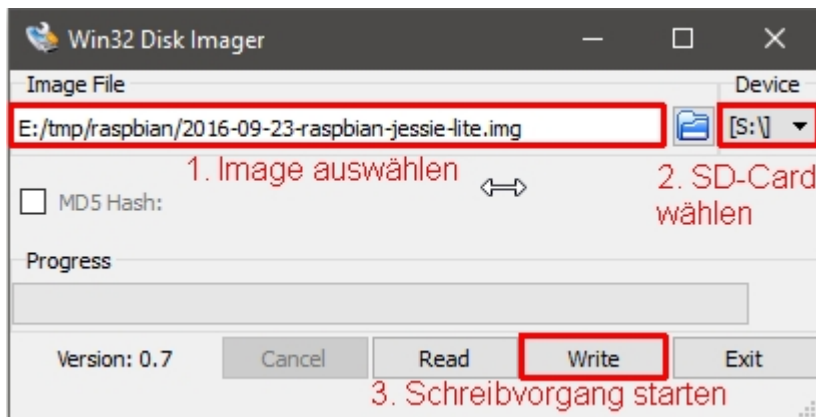 Win32 Disk Imager
Image File
Device
E:/tmp/raspbian/2016-09-23-raspbian-jessie-lite.img
[S:\]
1. Image auswählen
2. SD-Card
wählen
MD5 Hash:
Progress
Version: 0.7
Cancel
Read
Write
Exit
3. Schreibvorgang starten